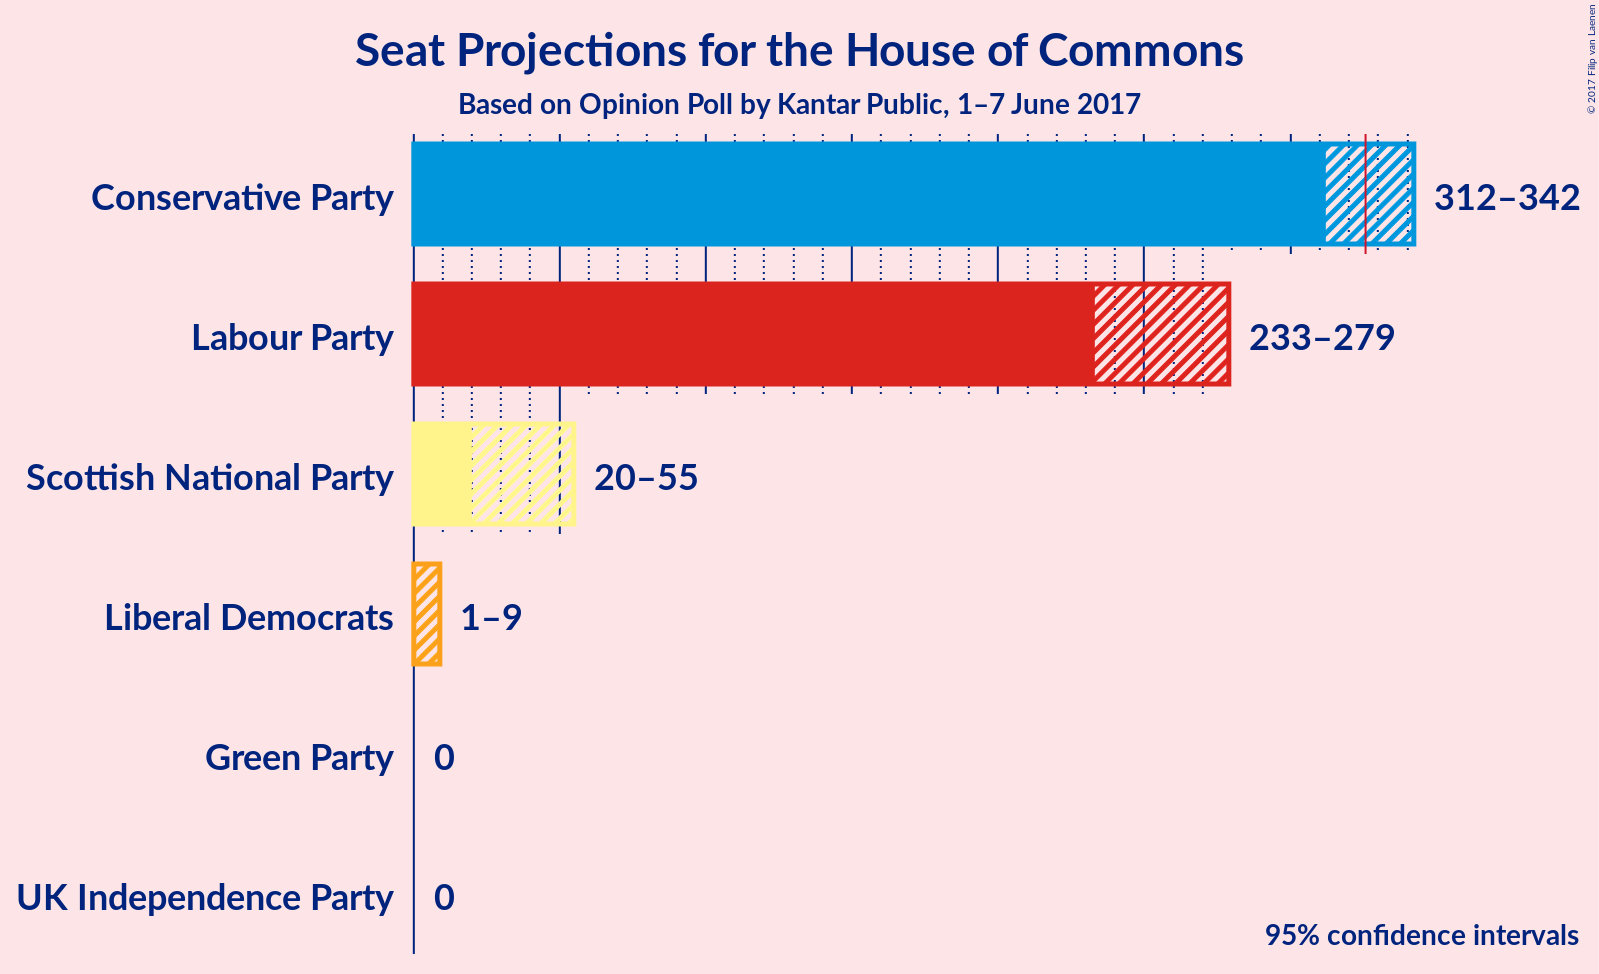 Seat Projections for the House of Commons
Based on Opinion Poll by Kantar Public, 1–7 June 2017
© 2017 Filip van Laenen
Conservative Party 312–342
Labour Party 233–279
Scottish National Party 20–55
Liberal Democrats 1–9
Green Party 0
UK Independence Party 0
95% confidence intervals